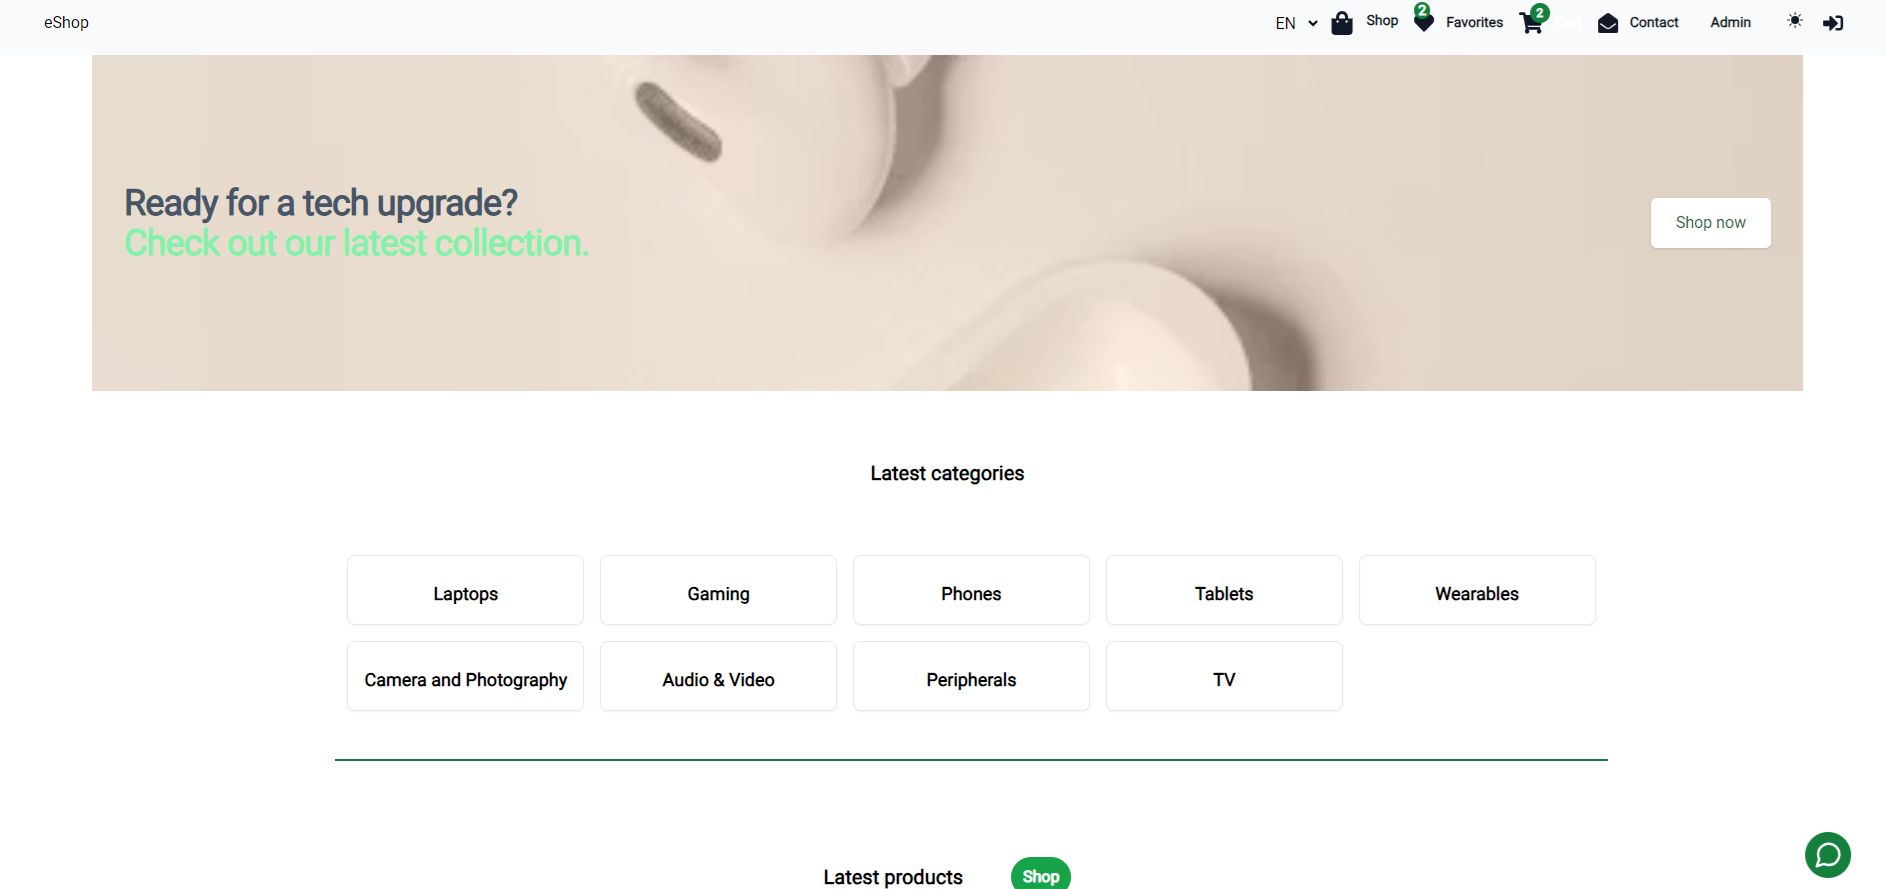 eShop
EN
Shop
2
Favorites
2
Contact
Admin
Ready for a tech upgrade?
Check out our latest collection.
Shop now
Latest categories
Laptops
Gaming
Phones
Tablets
Wearables
Camera and Photography
Audio & Video
Peripherals
TV
Latest products
Shop